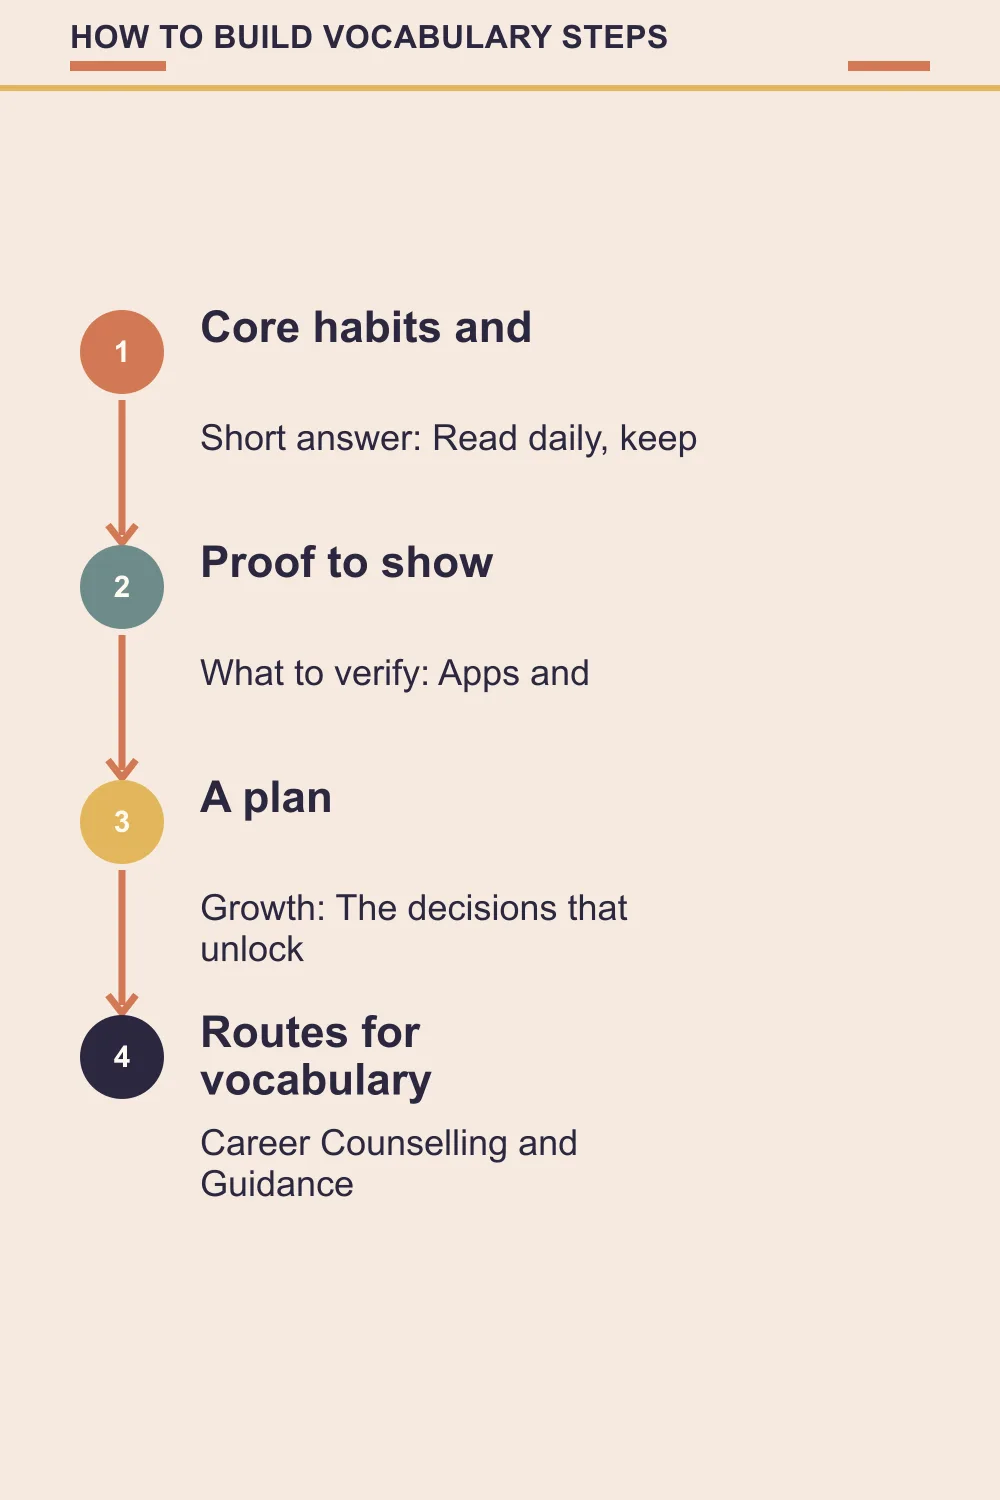 HOW TO BUILD VOCABULARY STEPS
1
Core habits and
Short answer: Read daily, keep
2
Proof to show
What to verify: Apps and
3
A plan
Growth: The decisions that
unlock
4
Routes for
vocabulary
Career Counselling and
Guidance